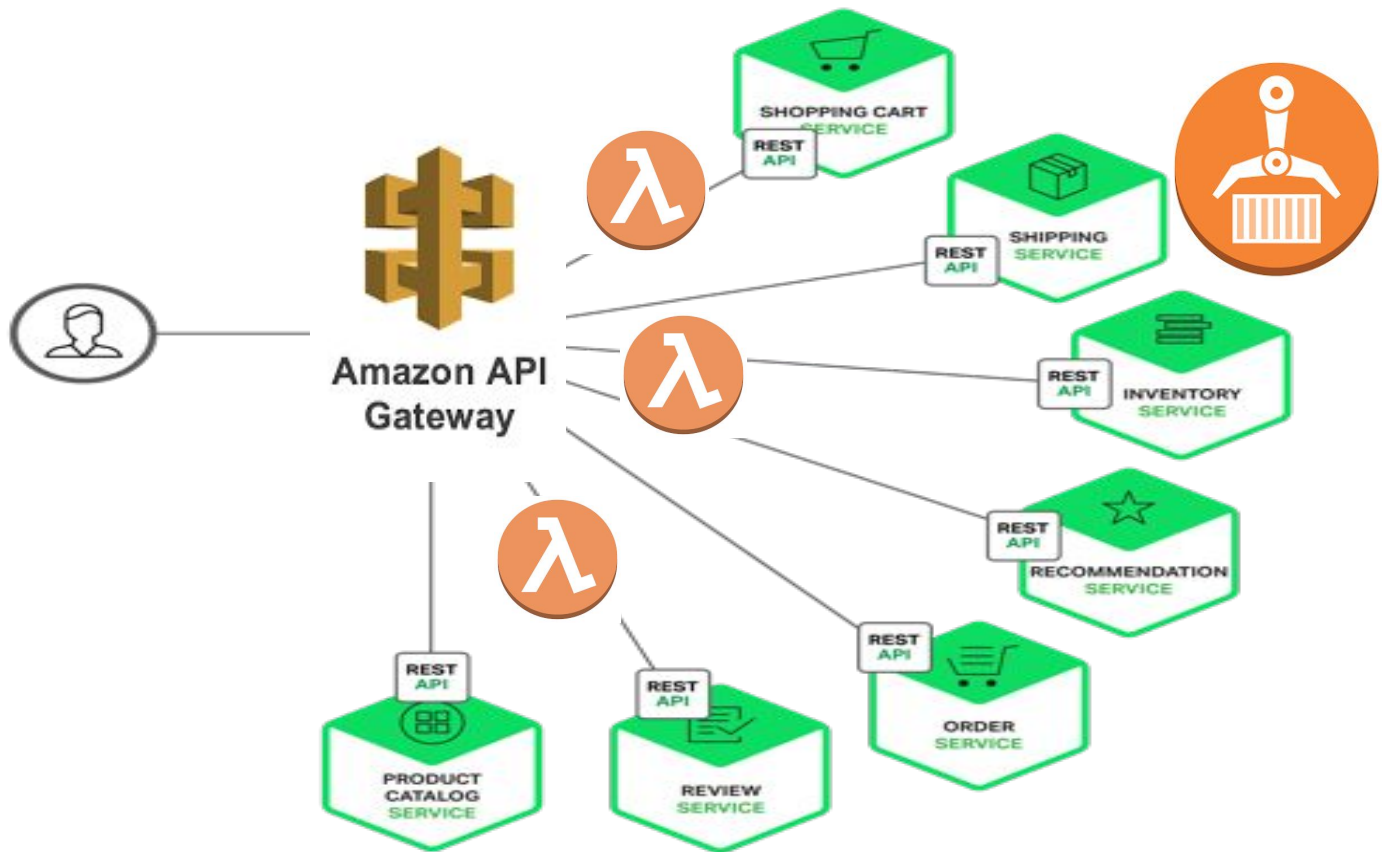 Amazon API
Gateway
SHOPPING CART
SERVICE
REST
API
SHIPPING
SERVICE
REST
API
INVENTORY
SERVICE
REST
API
RECOMMENDATION
SERVICE
REST
API
ORDER
SERVICE
REST
API
REVIEW
SERVICE
REST
API
PRODUCT
CATALOG
SERVICE
REST
API
λ
λ
λ